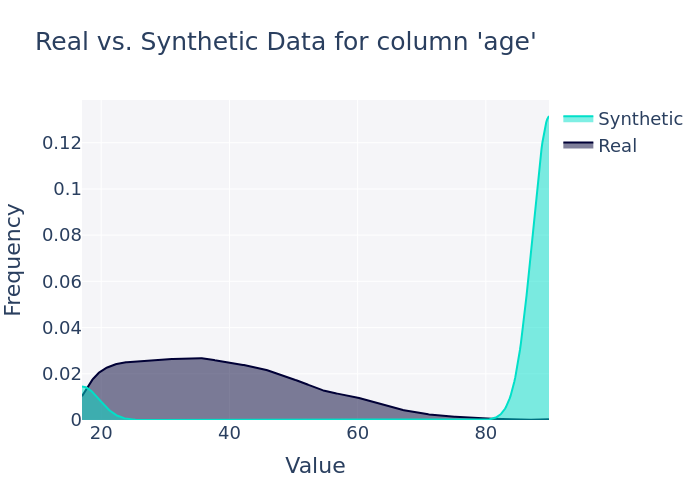 Real vs. Synthetic Data for column 'age'
Synthetic
Real
0.12
0.1
0.08
0.06
0.04
0.02
0
20 40 60 80
Frequency
Value